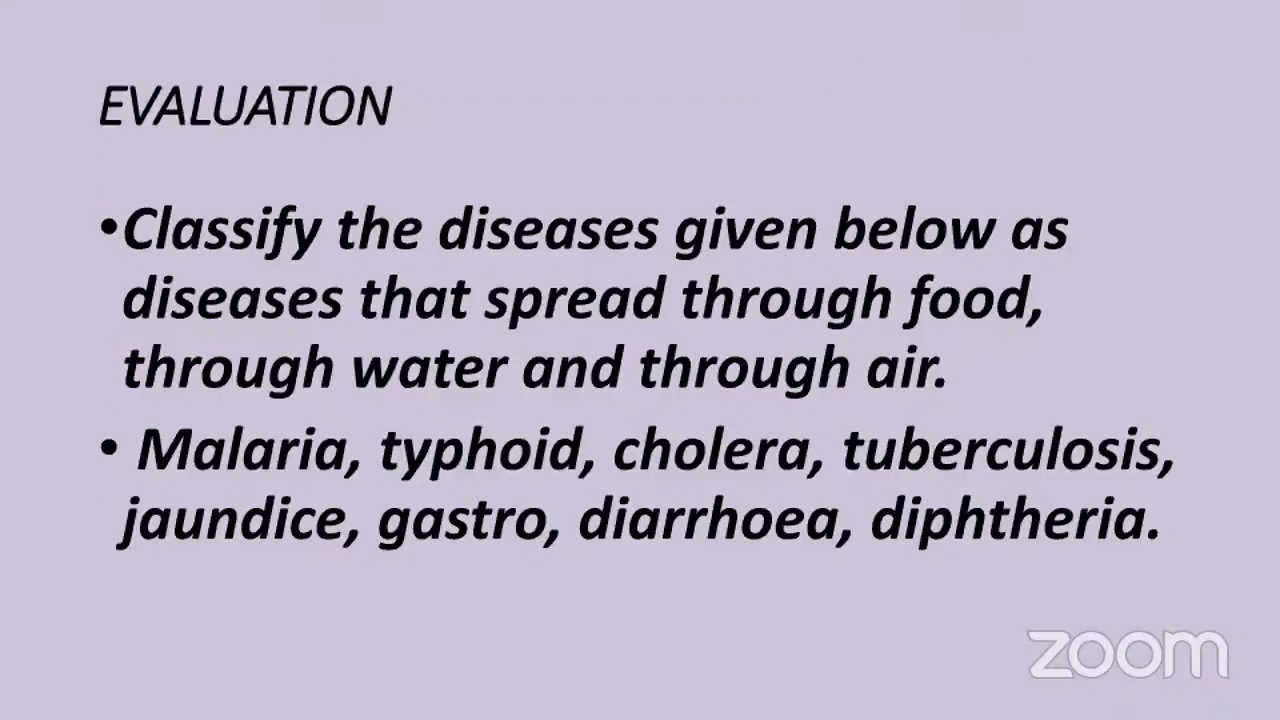 EVALUATION
•Classify the diseases given below as
diseases that spread through food,
through water and through air.
• Malaria, typhoid, cholera, tuberculosis,
jaundice, gastro, diarrhoea, diphtheria.
zoom